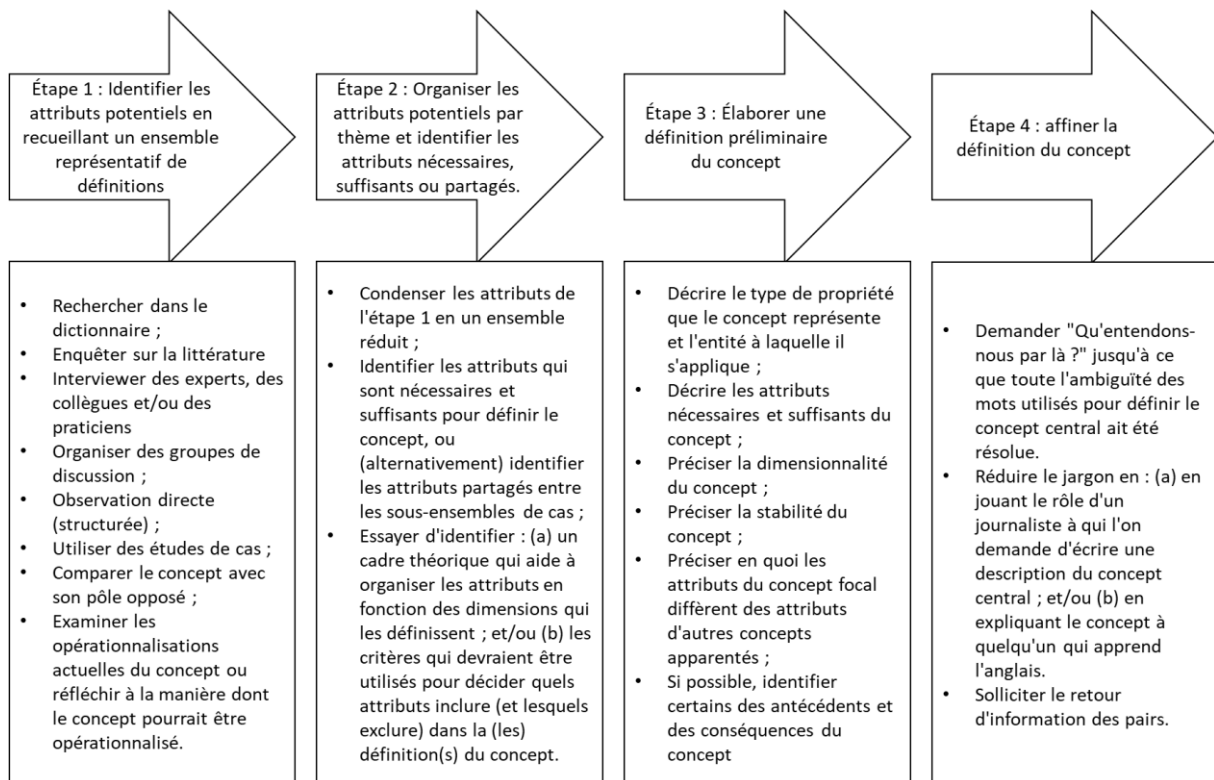 Étape 1 : Identifier les
attributs potentiels en
recueillant un ensemble
représentatif de
définitions
Étape 2 : Organiser les
attributs potentiels par
thème et identifier les
attributs nécessaires,
suffisants ou partagés.
Étape 3 : Élaborer une
définition préliminaire
du concept
Étape 4 : affiner la
définition du concept
• Rechercher dans le
dictionnaire ;
• Enquêter sur la littérature
• Interviewer des experts, des
collègues et/ou des
praticiens
• Organiser des groupes de
discussion ;
• Observation directe
(structurée) ;
• Utiliser des études de cas ;
• Comparer le concept avec
son pôle opposé ;
• Examiner les
opérationnalisations
actuelles du concept ou
réfléchir à la manière dont
le concept pourrait être
opérationnalisé.
• Condenser les attributs de
l'étape 1 en un ensemble
réduit ;
• Identifier les attributs qui
sont nécessaires et
suffisants pour définir le
concept, ou
(alternativement) identifier
les attributs partagés entre
les sous-ensembles de cas ;
• Essayer d'identifier : (a) un
cadre théorique qui aide à
organiser les attributs en
fonction des dimensions qui
les définissent ; et/ou (b) les
critères qui devraient être
utilisés pour décider quels
attributs inclure (et lesquels
exclure) dans la (les)
définition(s) du concept.
• Décrire le type de propriété
que le concept représente
et l'entité à laquelle il
s'applique ;
• Décrire les attributs
nécessaires et suffisants du
concept ;
• Préciser la dimensionnalité
du concept ;
• Préciser la stabilité du
concept ;
• Préciser en quoi les
attributs du concept focal
diffèrent des attributs
d'autres concepts
apparentés ;
• Si possible, identifier
certains des antécédents et
des conséquences du
concept
• Demander "Qu'entendons-
nous par là ?" jusqu'à ce
que toute l'ambiguïté des
mots utilisés pour définir le
concept central ait été
résolue.
• Réduire le jargon en : (a) en
jouant le rôle d'un
journaliste à qui l'on
demande d'écrire une
description du concept
central ; et/ou (b) en
expliquant le concept à
quelqu'un qui apprend
l'anglais.
• Solliciter le retour
d'information des pairs.